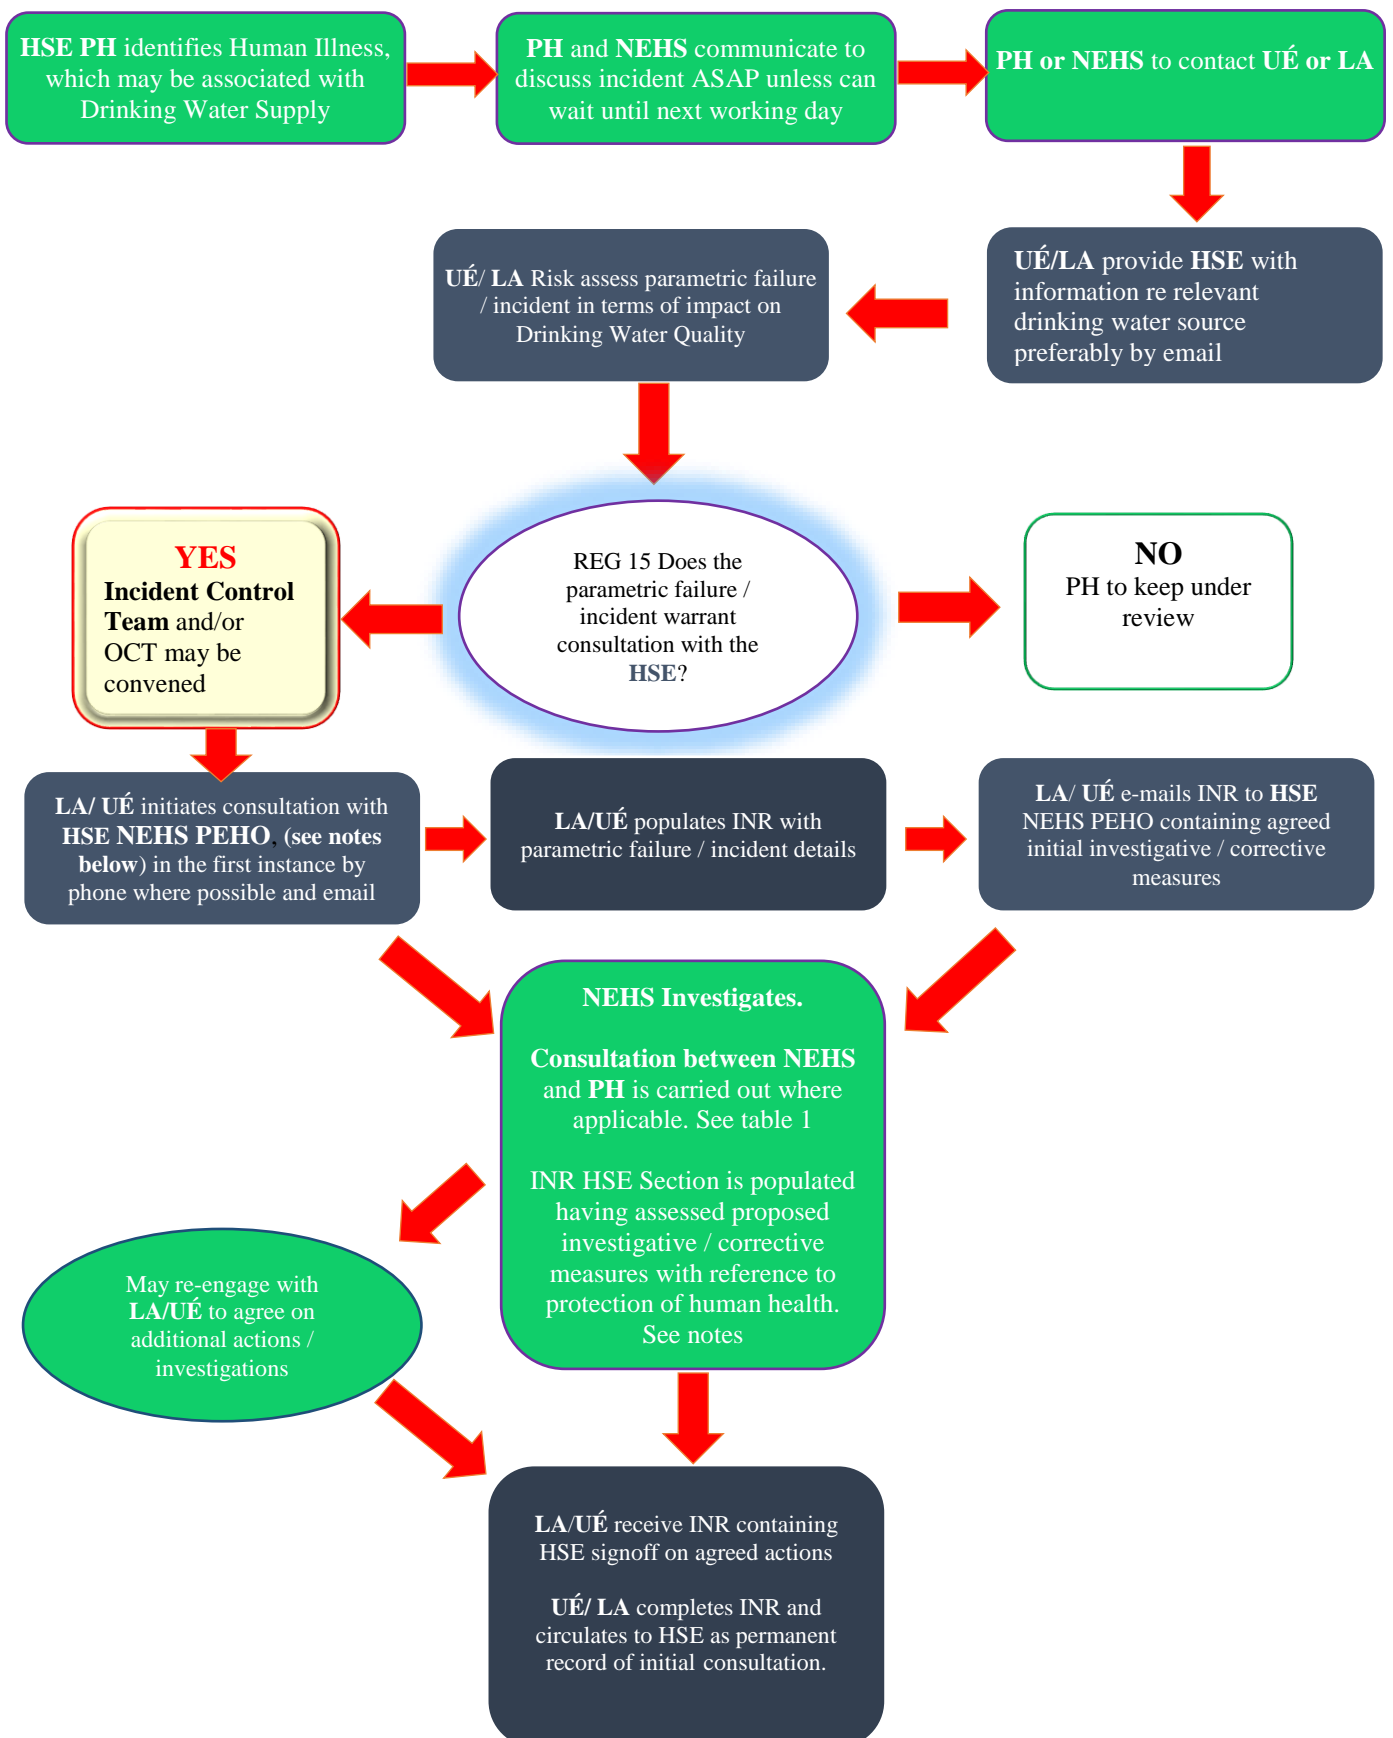 HSE PH identifies Human Illness,
which may be associated with
Drinking Water Supply
PH and NEHS communicate to
discuss incident ASAP unless can
wait until next working day
PH or NEHS to contact UÉ or LA
UÉ/LA provide HSE with
information re relevant
drinking water source
preferably by email
UÉ/ LA Risk assess parametric failure
/ incident in terms of impact on
Drinking Water Quality
REG 15 Does the
parametric failure /
incident warrant
consultation with the
HSE?
YES
Incident Control
Team and/or
OCT may be
convened
NO
PH to keep under
review
LA/ UÉ initiates consultation with
HSE NEHS PEHO, (see notes
below) in the first instance by
phone where possible and email
LA/UÉ populates INR with
parametric failure / incident details
LA/ UÉ e-mails INR to HSE
NEHS PEHO containing agreed
initial investigative / corrective
measures
NEHS Investigates.
Consultation between NEHS
and PH is carried out where
applicable. See table 1
INR HSE Section is populated
having assessed proposed
investigative / corrective
measures with reference to
protection of human health.
See notes
May re-engage with
LA/UÉ to agree on
additional actions /
investigations
LA/UÉ receive INR containing
HSE signoff on agreed actions
UÉ/ LA completes INR and
circulates to HSE as permanent
record of initial consultation.